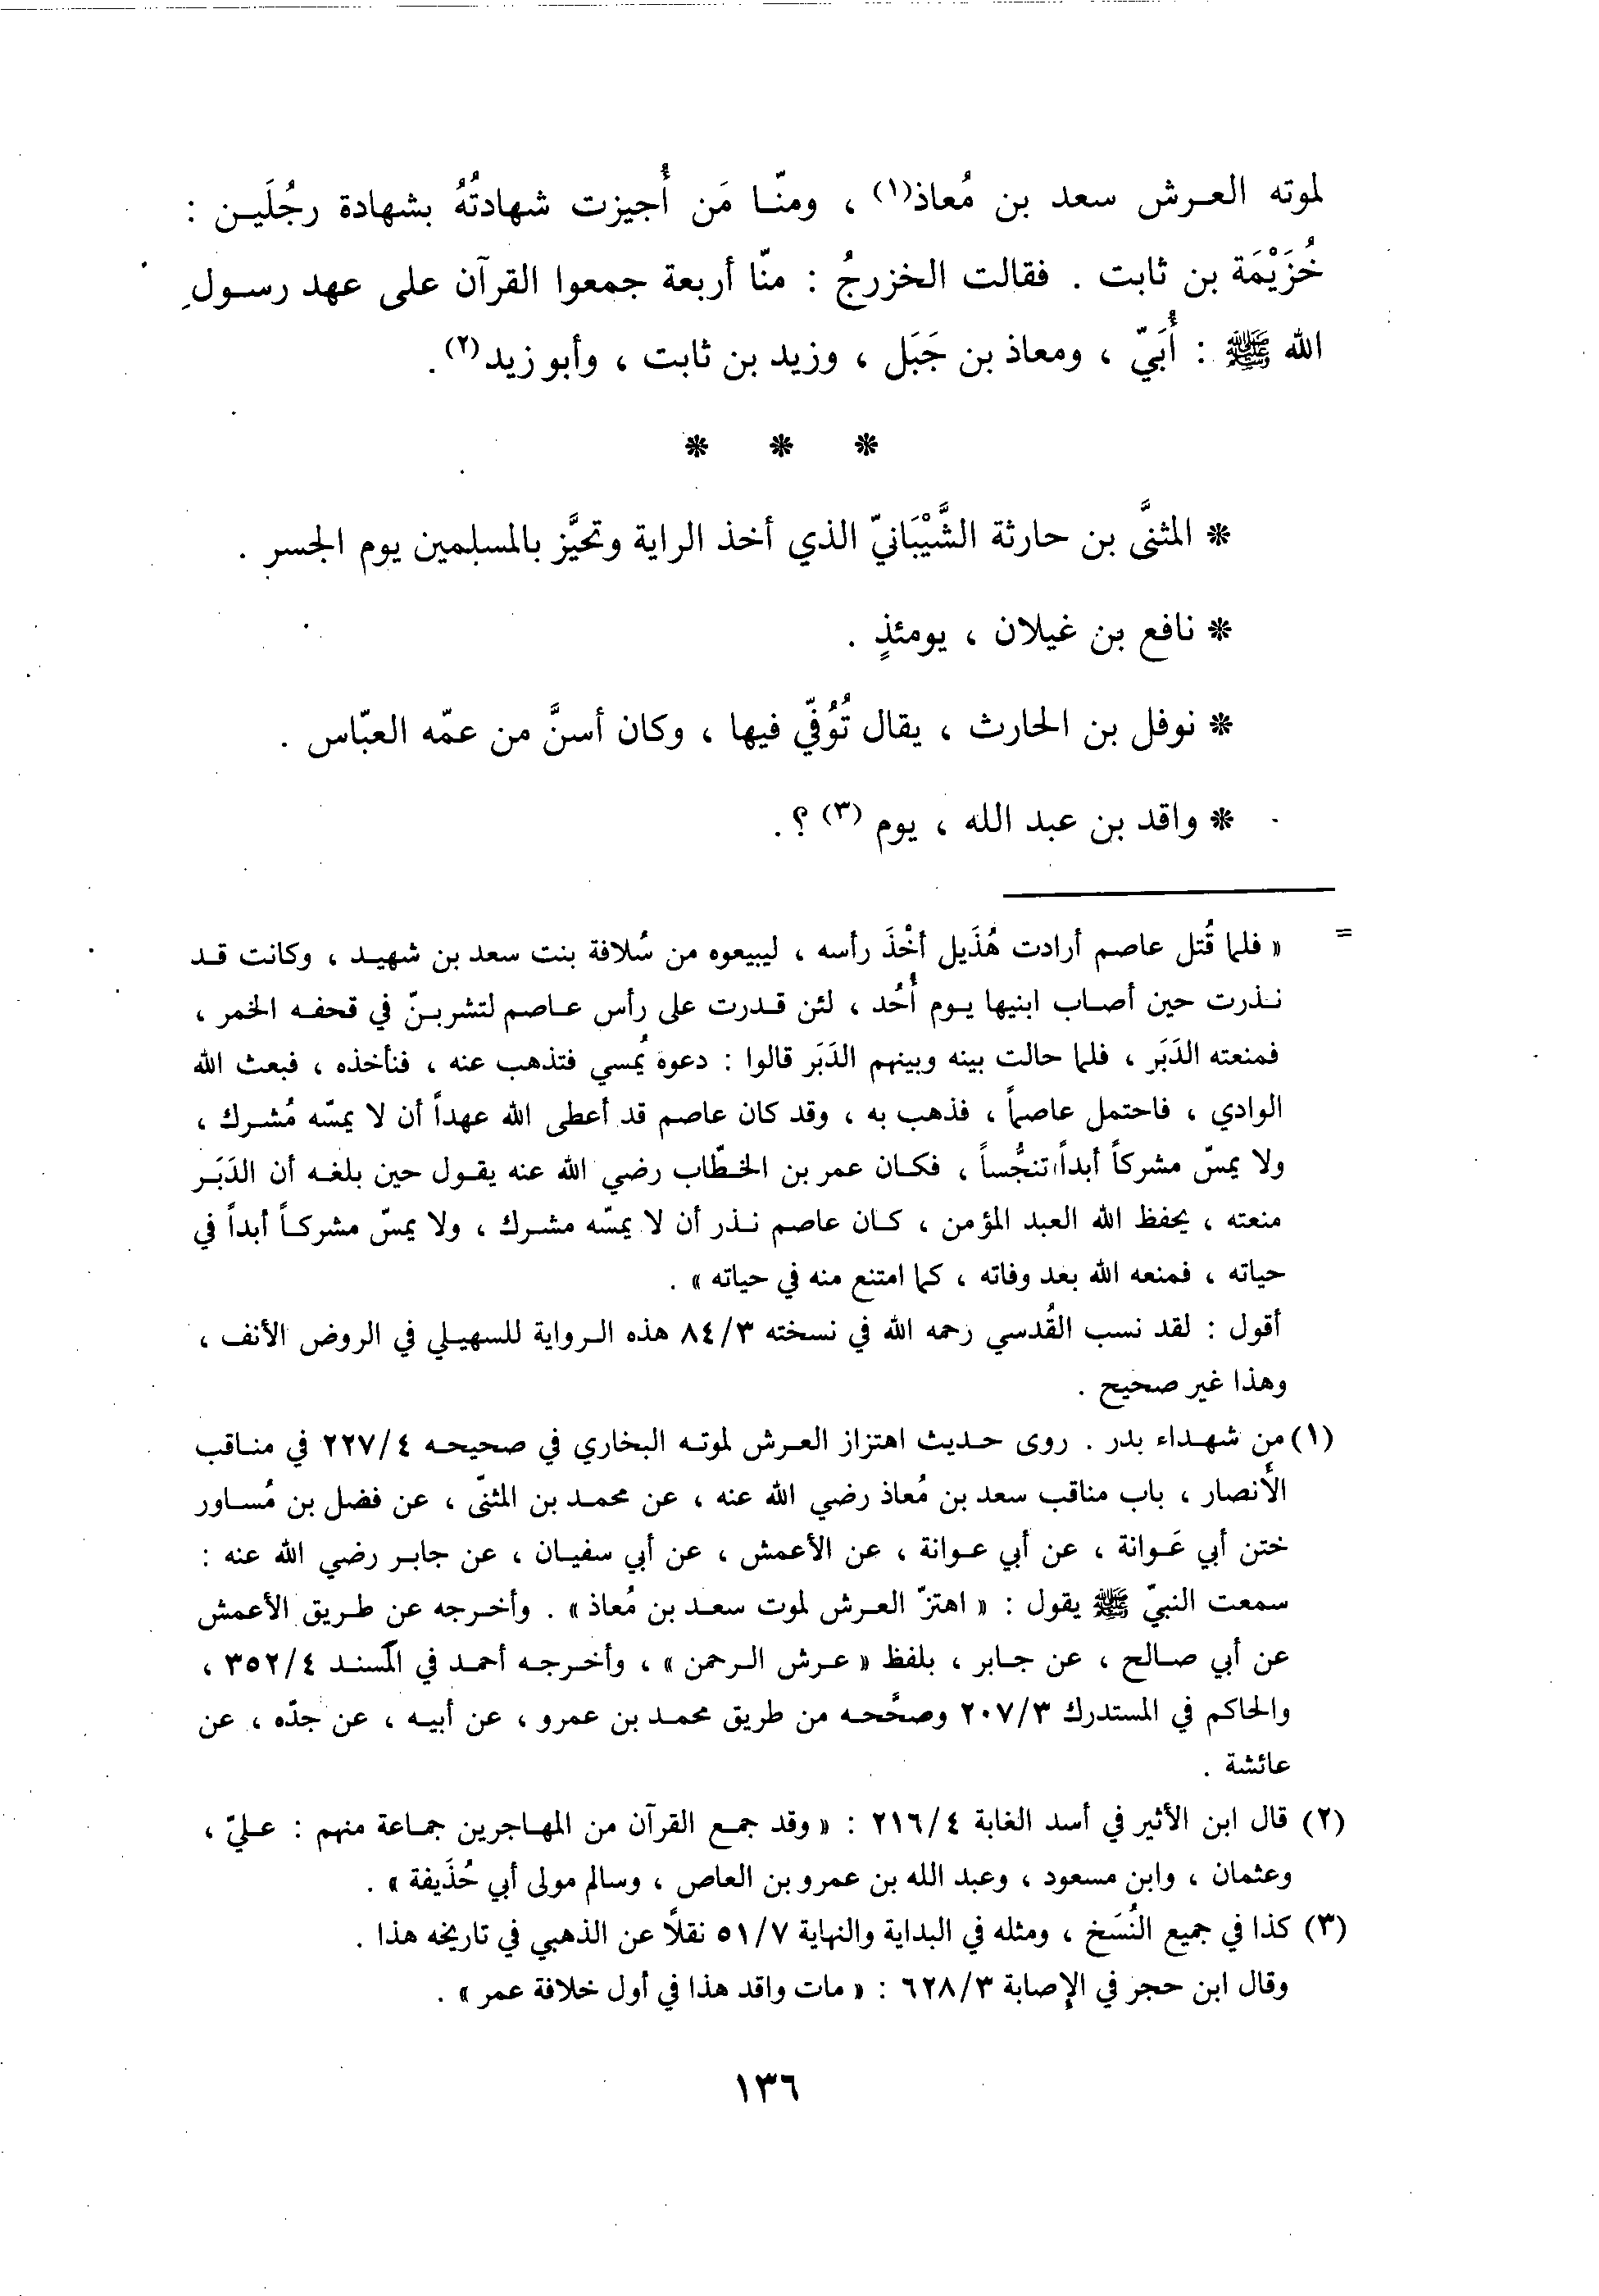 لموته العرش سعد بن مُعاذ(١) ، ومنّا مَن أُجيزت شهادتُهُ بشهادة رجُلَين :
خُزَيْمَة بن ثابت . فقالت الخزرجُ : منّا أربعة جمعوا القرآن على عهد رسولِ
الله ﷺ : أُبَيّ ، ومعاذ بن جَبَل ، وزيد بن ثابت ، وأبو زيد(٢) .
* * *
* المثنَّى بن حارثة الشَّيْبَانيّ الذي أخذ الراية وتحيَّز بالمسلمين يوم الجسر .
* نافع بن غيلان ، يومئذٍ .
* نوفل بن الحارث ، يقال تُوُفّي فيها ، وكان أسنَّ من عمّه العبّاس .
* واقد بن عبد الله ، يوم (٣) ؟ .
= « فلما قُتل عاصم أرادت هُذَيل أخْذَ رأسه ، ليبيعوه من سُلافة بنت سعد بن شهيد ، وكانت قد
نذرت حين أصاب ابنيها يوم أُحُد ، لئن قدرت على رأس عاصم لتشربنّ في قحفه الخمر ،
فمنعته الدَبَر ، فلما حالت بينه وبينهم الدَبَر قالوا : دعوه يُمسي فتذهب عنه ، فنأخذه ، فبعث الله
الوادي ، فاحتمل عاصماً ، فذهب به ، وقد كان عاصم قد أعطى الله عهداً أن لا يمسّه مُشرك ،
ولا يمسّ مشركاً أبداً تنجُّساً ، فكان عمر بن الخطّاب رضي الله عنه يقول حين بلغه أن الدَبَر
منعته ، يحفظ الله العبد المؤمن ، كان عاصم نذر أن لا يمسّه مشرك ، ولا يمسّ مشركاً أبداً في
حياته ، فمنعه الله بعد وفاته ، كما امتنع منه في حياته » .
أقول : لقد نسب القُدسي رحمه الله في نسخته ٨٤/٣ هذه الرواية للسهيلي في الروض الأنف ،
وهذا غير صحيح .
(١) من شهداء بدر . روى حديث اهتزاز العرش لموته البخاري في صحيحه ٢٢٧/٤ في مناقب
الأنصار ، باب مناقب سعد بن مُعاذ رضي الله عنه ، عن محمد بن المثنّى ، عن فضل بن مُساور
ختن أبي عَوانة ، عن أبي عوانة ، عن الأعمش ، عن أبي سفيان ، عن جابر رضي الله عنه :
سمعت النبيّ ﷺ يقول : « اهتزّ العرش لموت سعد بن مُعاذ » . وأخرجه عن طريق الأعمش
عن أبي صالح ، عن جابر ، بلفظ « عرش الرحمن » ، وأخرجه أحمد في المسند ٣٥٢/٤ ،
والحاكم في المستدرك ٢٠٧/٣ وصحَّحه من طريق محمد بن عمرو ، عن أبيه ، عن جدّه ، عن
عائشة .
(٢) قال ابن الأثير في أسد الغابة ٢١٦/٤ : « وقد جمع القرآن من المهاجرين جماعة منهم : عليّ ،
وعثمان ، وابن مسعود ، وعبد الله بن عمرو بن العاص ، وسالم مولى أبي حُذَيفة » .
(٣) كذا في جميع النُسَخ ، ومثله في البداية والنهاية ٥١/٧ نقلاً عن الذهبي في تاريخه هذا .
وقال ابن حجر في الإصابة ٦٢٨/٣ : « مات واقد هذا في أول خلافة عمر » .
١٣٦